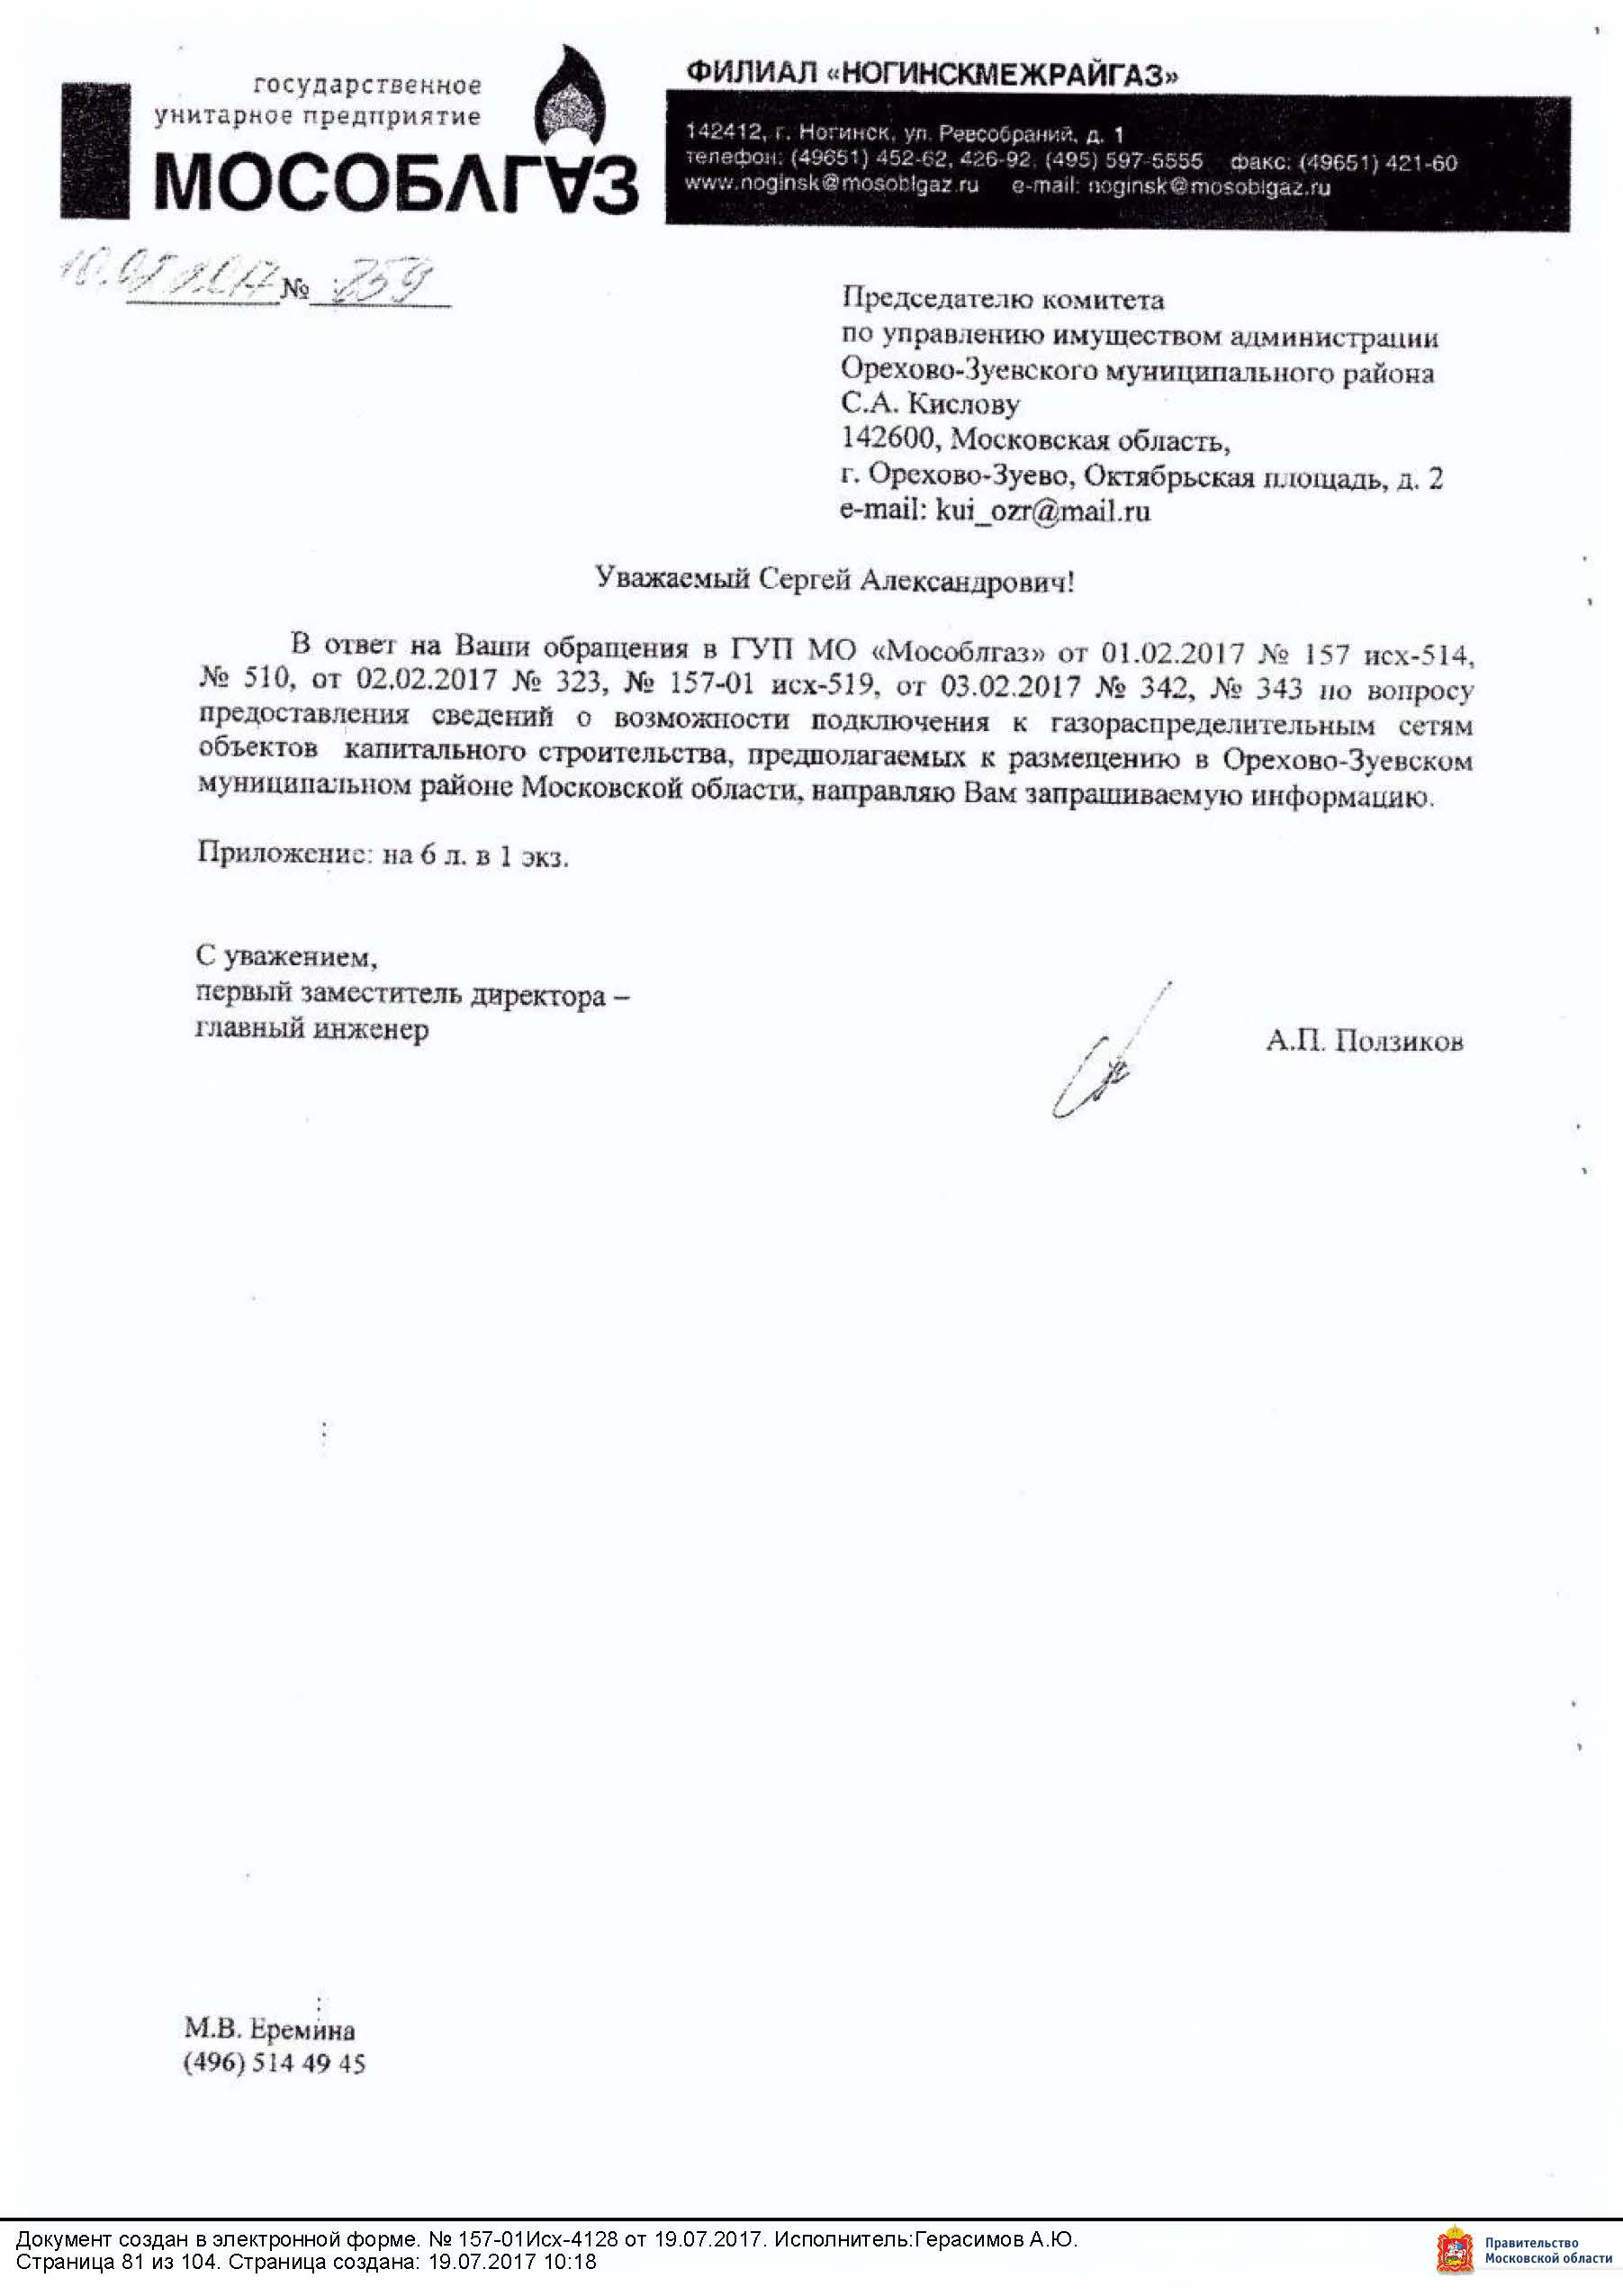 государственное
унитарное предприятие
МОСОБЛГАЗ
ФИЛИАЛ «НОГИНСКМЕЖРАЙГАЗ»
142412, г. Ногинск, ул. Ревсобраний, д. 1
телефон: (49651) 452-62, 426-92, (495) 597-5555 факс: (49651) 421-60
www.noginsk@mosoblgaz.ru e-mail: noginsk@mosoblgaz.ru
№ 259
Председателю комитета
по управлению имуществом администрации
Орехово-Зуевского муниципального района
С.А. Кислову
142600, Московская область,
г. Орехово-Зуево, Октябрьская площадь, д. 2
e-mail: kui_ozr@mail.ru
Уважаемый Сергей Александрович!
В ответ на Ваши обращения в ГУП МО «Мособлгаз» от 01.02.2017 № 157 исх-514,
№ 510, от 02.02.2017 № 323, № 157-01 исх-519, от 03.02.2017 № 342, № 343 по вопросу
предоставления сведений о возможности подключения к газораспределительным сетям
объектов капитального строительства, предполагаемых к размещению в Орехово-Зуевском
муниципальном районе Московской области, направляю Вам запрашиваемую информацию.
Приложение: на 6 л. в 1 экз.
С уважением,
первый заместитель директора –
главный инженер
А.П. Ползиков
М.В. Еремина
(496) 514 49 45
Документ создан в электронной форме. № 157-01Исх-4128 от 19.07.2017. Исполнитель:Герасимов А.Ю.
Страница 81 из 104. Страница создана: 19.07.2017 10:18
Правительство
Московской области